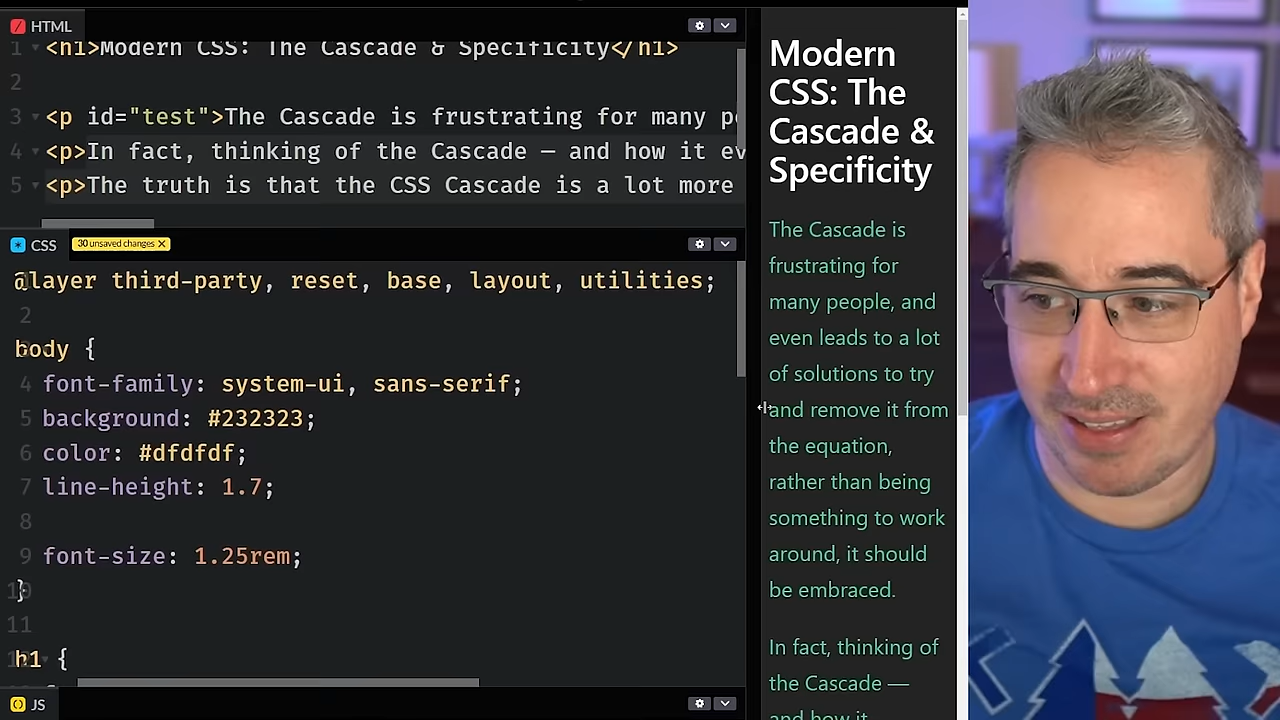 HTML
1 <h1>Modern CSS: The Cascade & Specificity</h1>
2
3 <p id="test">The Cascade is frustrating for many
4 <p>In fact, thinking of the Cascade — and how it
5 <p>The truth is that the CSS Cascade is a lot more
CSS 30 unsaved changes ×
@layer third-party, reset, base, layout, utilities;
2
body {
4 font-family: system-ui, sans-serif;
5 background: #232323;
6 color: #dfdfdf;
7 line-height: 1.7;
8
9 font-size: 1.25rem;
10 }
11
12 h1 {
JS
Modern
CSS: The
Cascade &
Specificity
The Cascade is
frustrating for
many people, and
even leads to a lot
of solutions to try
and remove it from
the equation,
rather than being
something to work
around, it should
be embraced.
In fact, thinking of
the Cascade —
and how it